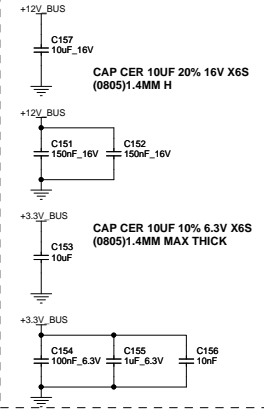 +12V_BUS
C157
10uF_16V
CAP CER 10UF 20% 16V X6S
(0805)1.4MM H
+12V_BUS
C151
150nF_16V
C152
150nF_16V
+3.3V_BUS
CAP CER 10UF 10% 6.3V X6S
(0805)1.4MM MAX THICK
C153
10uF
+3.3V_BUS
C154
100nF_6.3V
C155
1uF_6.3V
C156
10nF